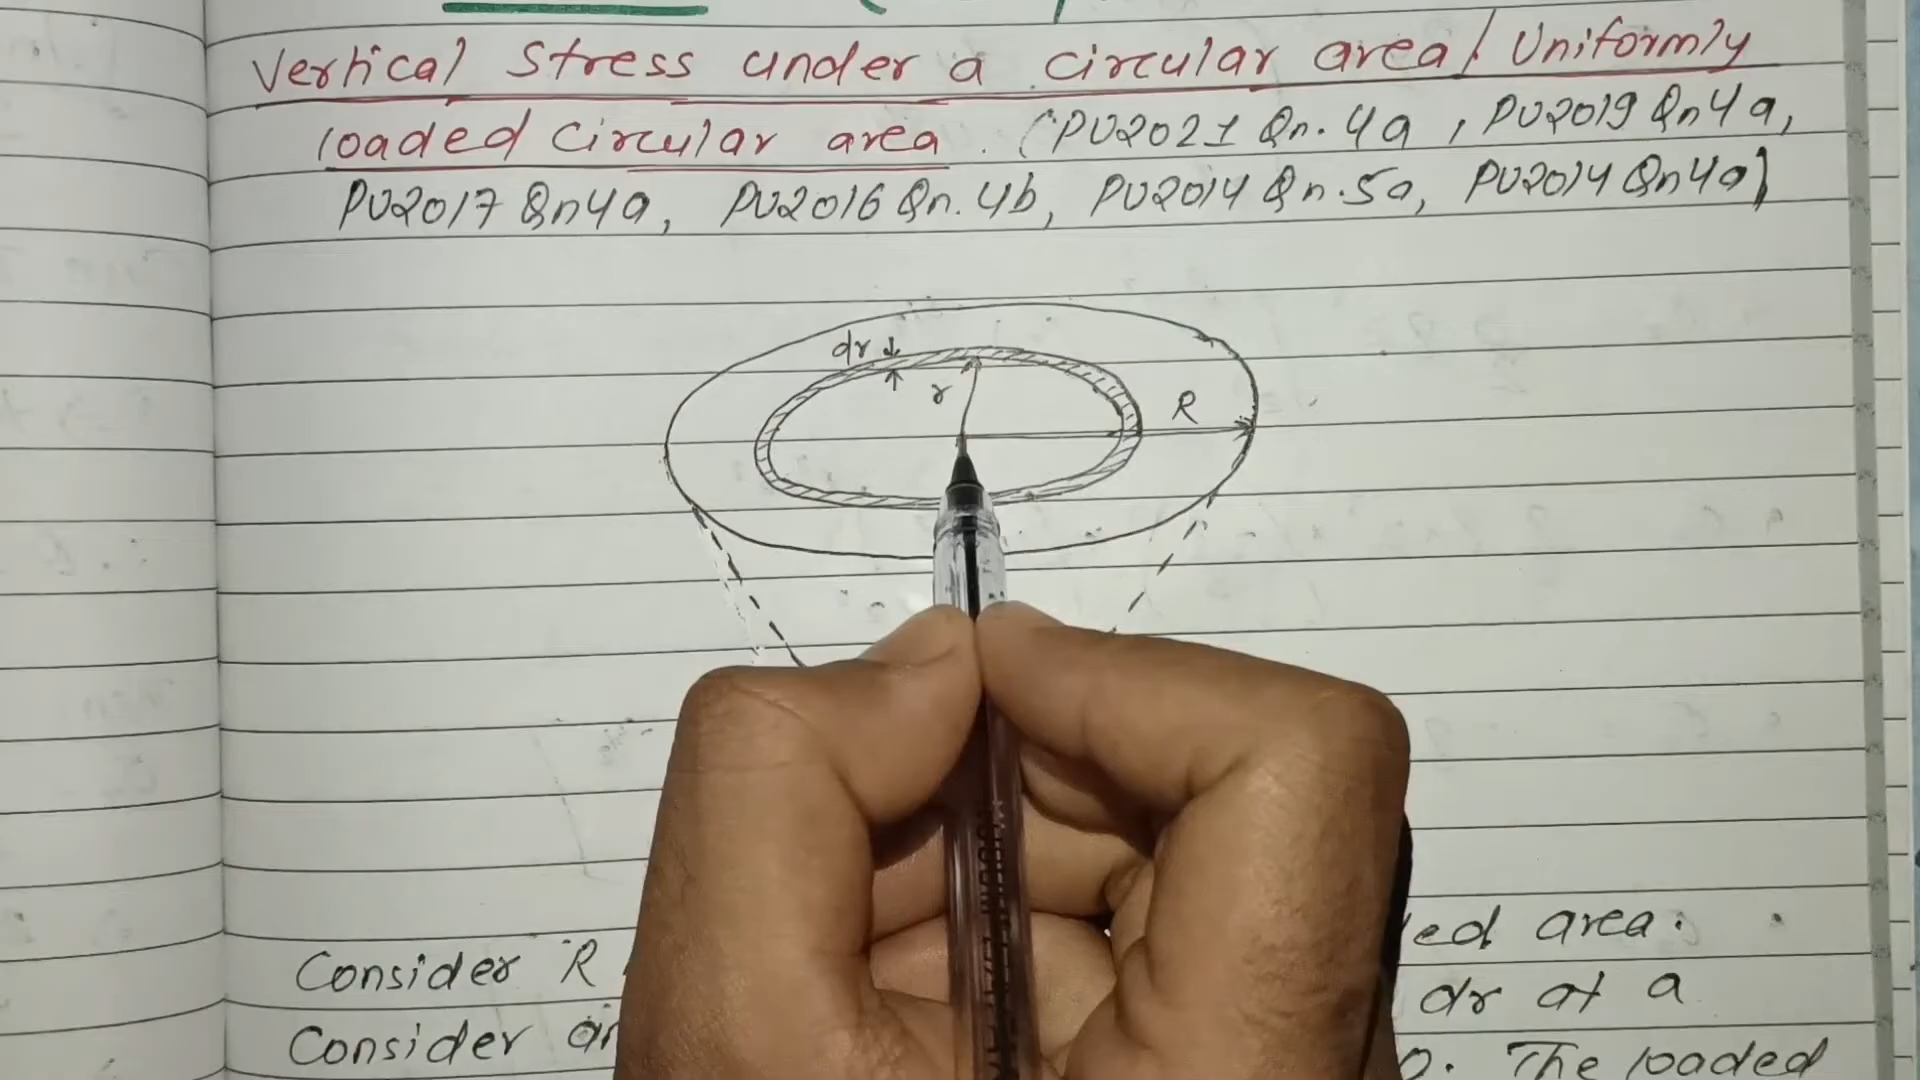 Vertical Stress under a circular area/ Uniformly
loaded Circular area. (PU2021 Qn. 4a, PU2019 Qn4a,
PU2017 Qn4a, PU2016 Qn. 4b, PU2014 Qn. 5a, PU2014 Qn4a)
dr
r
R
Consider R ed area.
Consider dr at a
The loaded